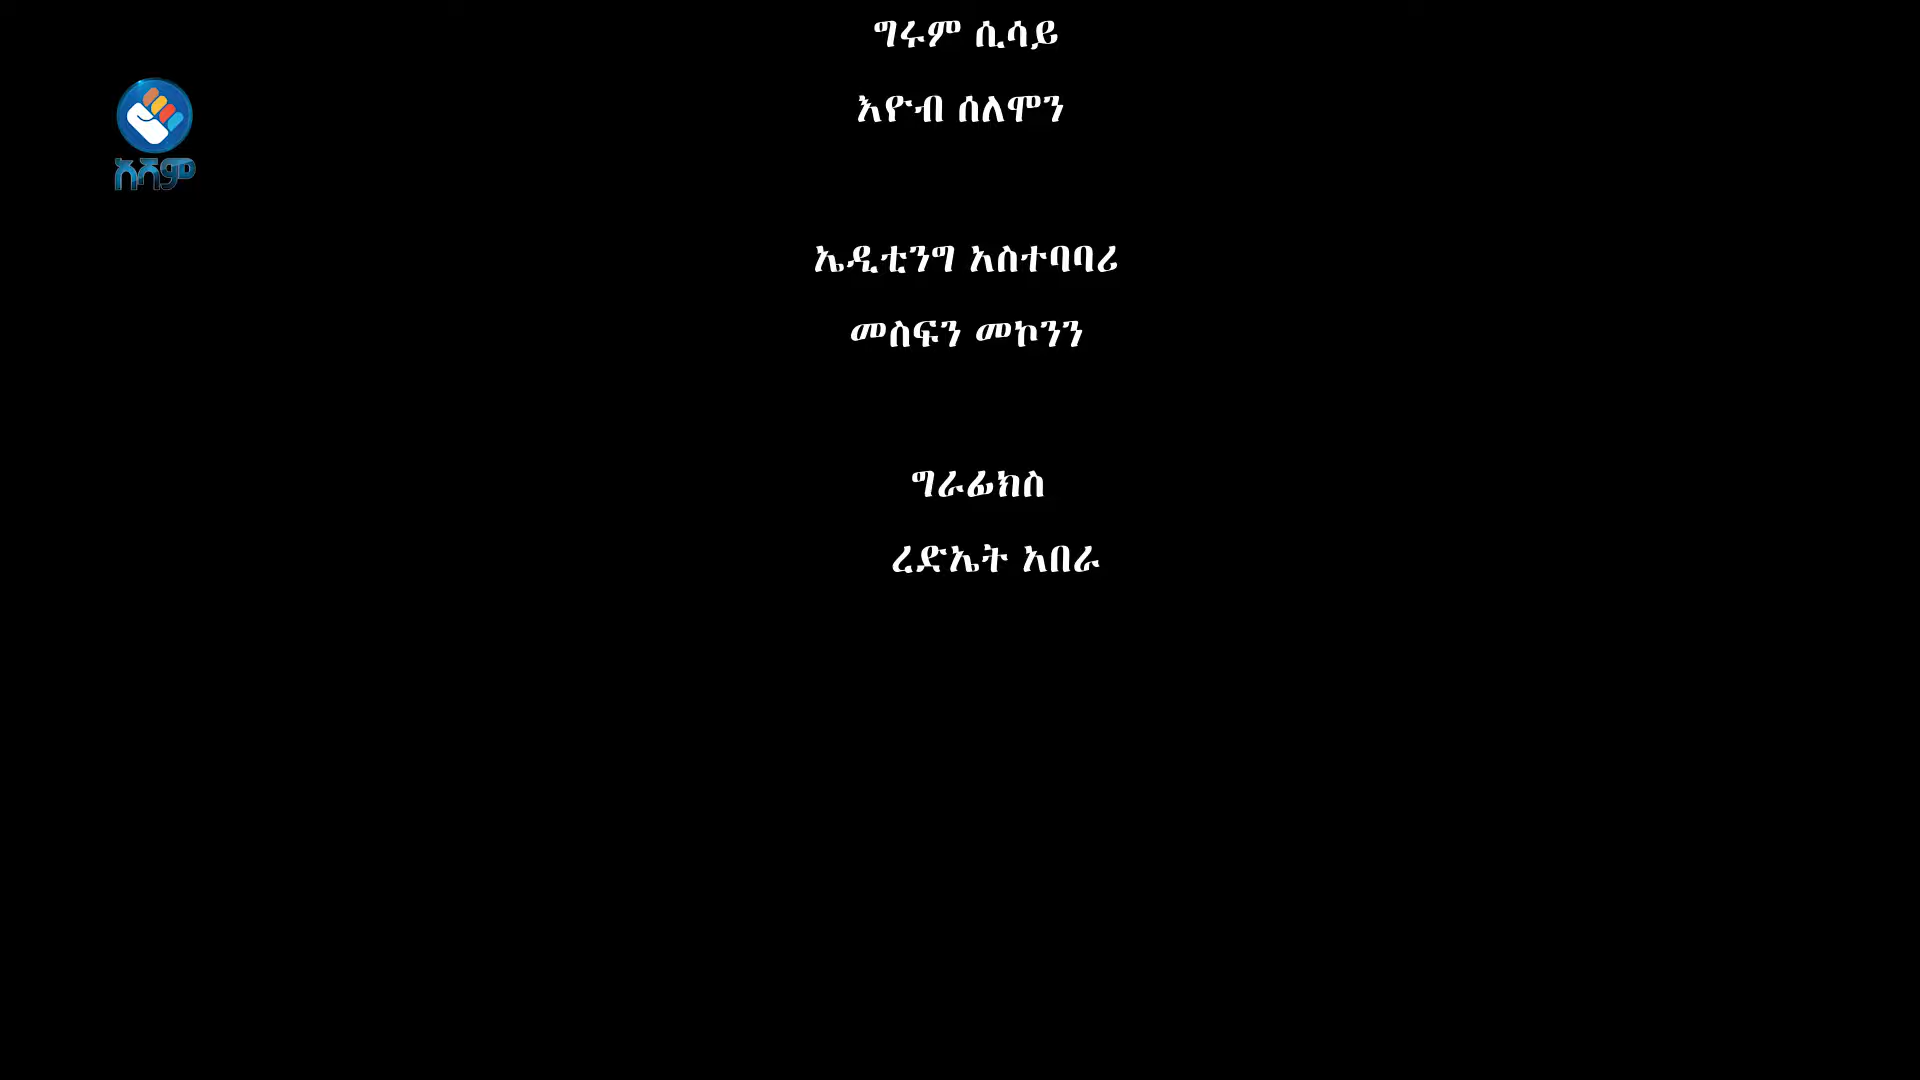 ግሩም ሲሳይ
እዮብ ሰለሞን
አሻም
ኤዲቲንግ አስተባባሪ
መስፍን መኮንን
ግራፊክስ
ረድኤት አበራ